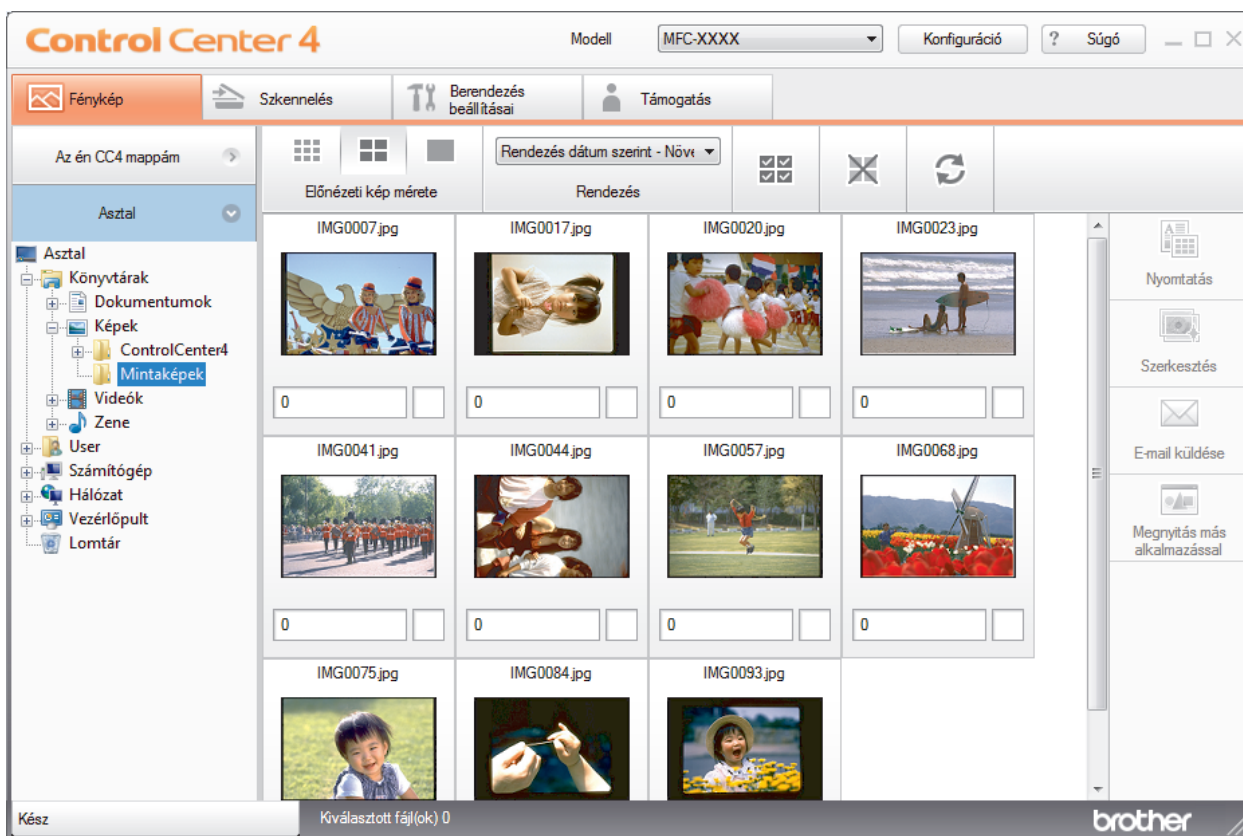 Control Center 4
Modell
MFC-XXXX
Konfiguráció
? Súgó
Fénykép
Szkennelés
Berendezés
beállításai
Támogatás
Az én CC4 mappám
Asztal
Előnézeti kép mérete
Rendezés dátum szerint - Növe
Rendezés
Asztal
Könyvtárak
Dokumentumok
Képek
ControlCenter4
Mintaképek
Videók
Zene
User
Számítógép
Hálózat
Vezérlőpult
Lomtár
IMG0007.jpg
IMG0017.jpg
IMG0020.jpg
IMG0023.jpg
0
0
0
0
IMG0041.jpg
IMG0044.jpg
IMG0057.jpg
IMG0068.jpg
0
0
0
0
IMG0075.jpg
IMG0084.jpg
IMG0093.jpg
Nyomtatás
Szerkesztés
E-mail küldése
Megnyitás más
alkalmazással
Kész
Kiválasztott fájl(ok) 0
brother